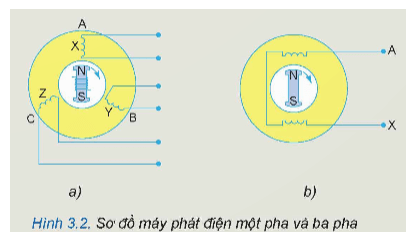 A
X
N
Z
S
Y
C
B
N
A
S
X
a)
b)
Hình 3.2. Sơ đồ máy phát điện một pha và ba pha